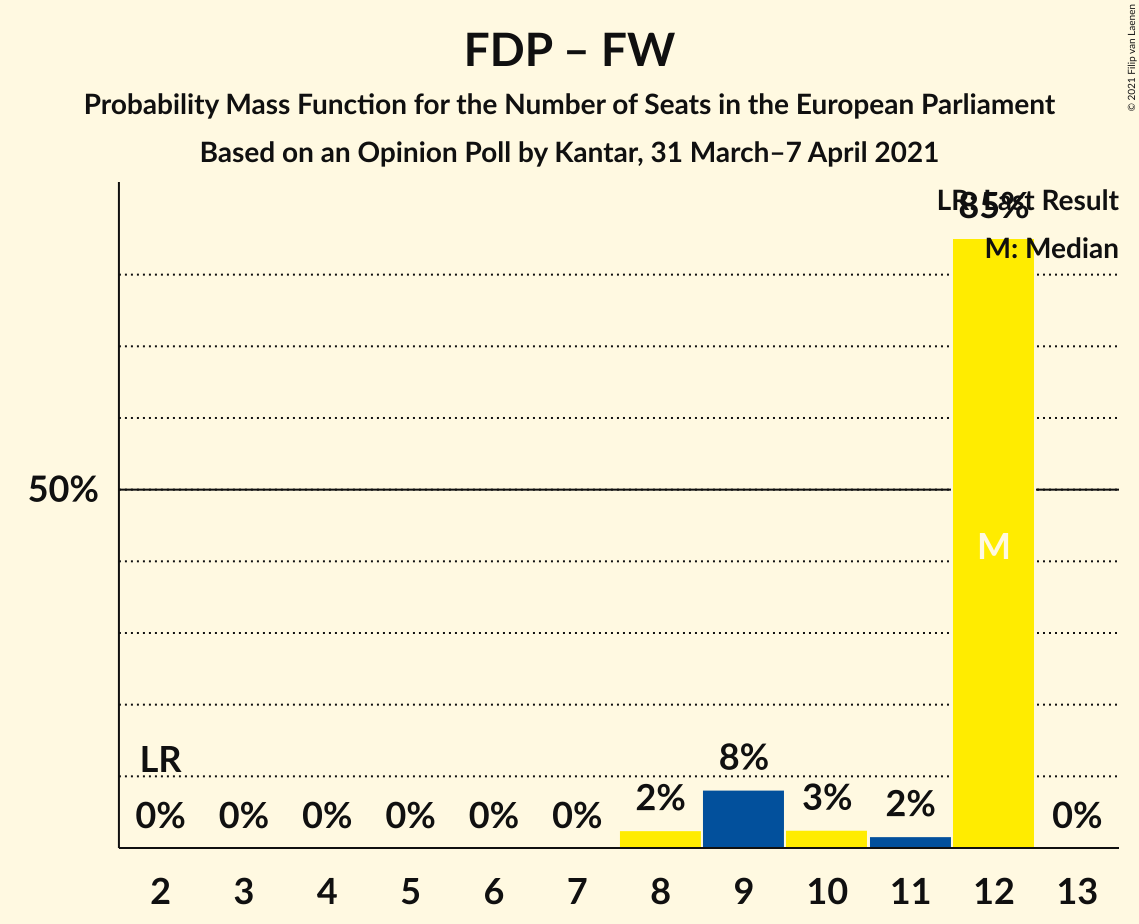 FDP – FW
Probability Mass Function for the Number of Seats in the European Parliament
Based on an Opinion Poll by Kantar, 31 March–7 April 2021
© 2021 Filip van Laenen
LR: Last Result
85%
M: Median
50%
M
LR
0% 0% 0% 0% 0% 0% 2% 8% 3% 2% 0%
2 3 4 5 6 7 8 9 10 11 12 13